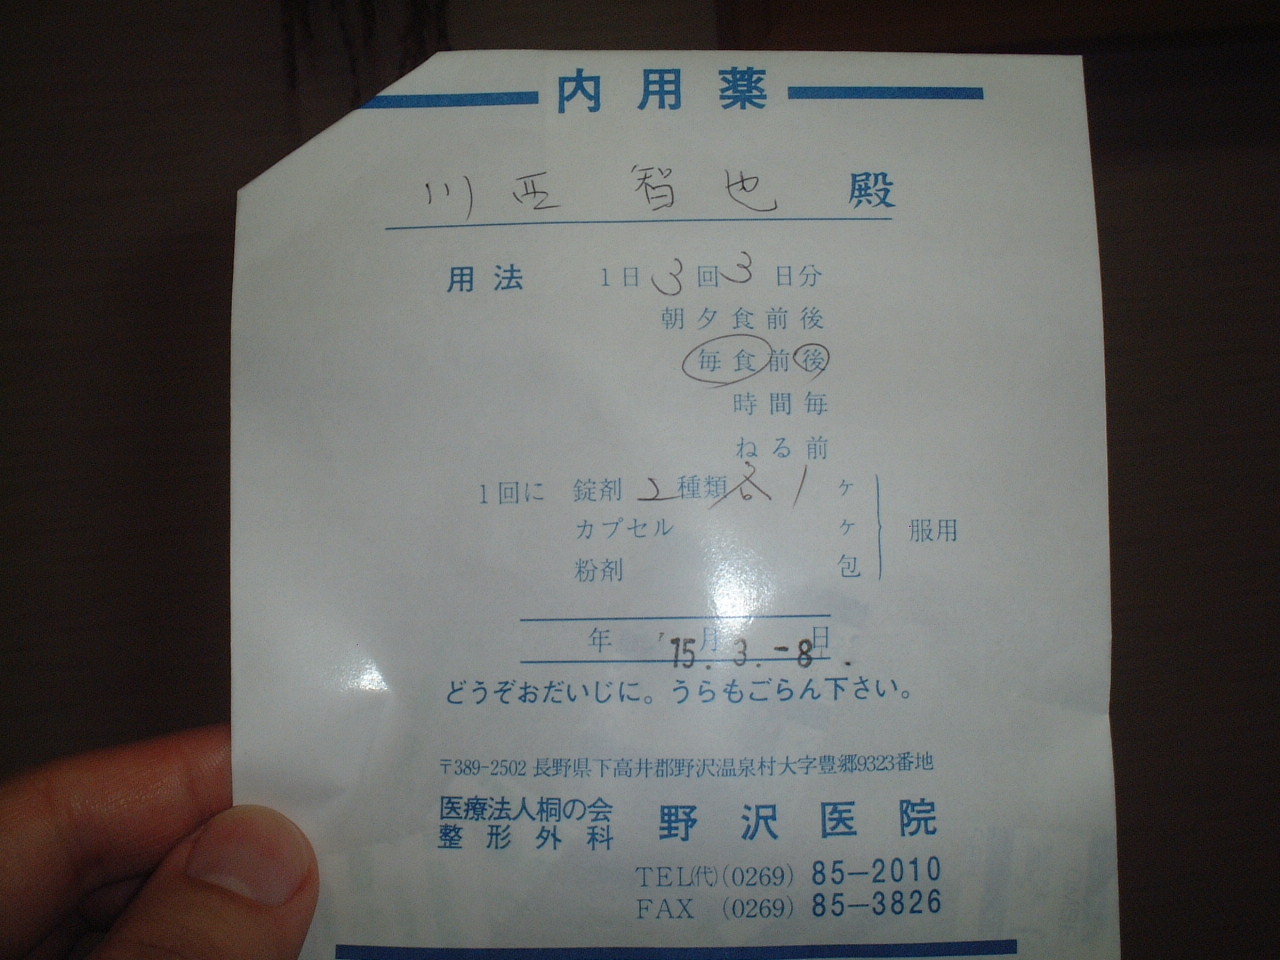 内用薬
川西 智也 殿
用法 1日3回3日分
朝夕食前後
毎食前後
時間毎
ねる前
1回に 錠剤 2種類各1ヶ
カプセル ヶ 服用
粉剤 包
年 月 日
15.3.-8.
どうぞおだいじに。うらもごらん下さい。
〒389-2502 長野県下高井郡野沢温泉村大字豊郷9323番地
医療法人桐の会
整形外科 野沢医院
TEL(代)(0269) 85-2010
FAX (0269) 85-3826